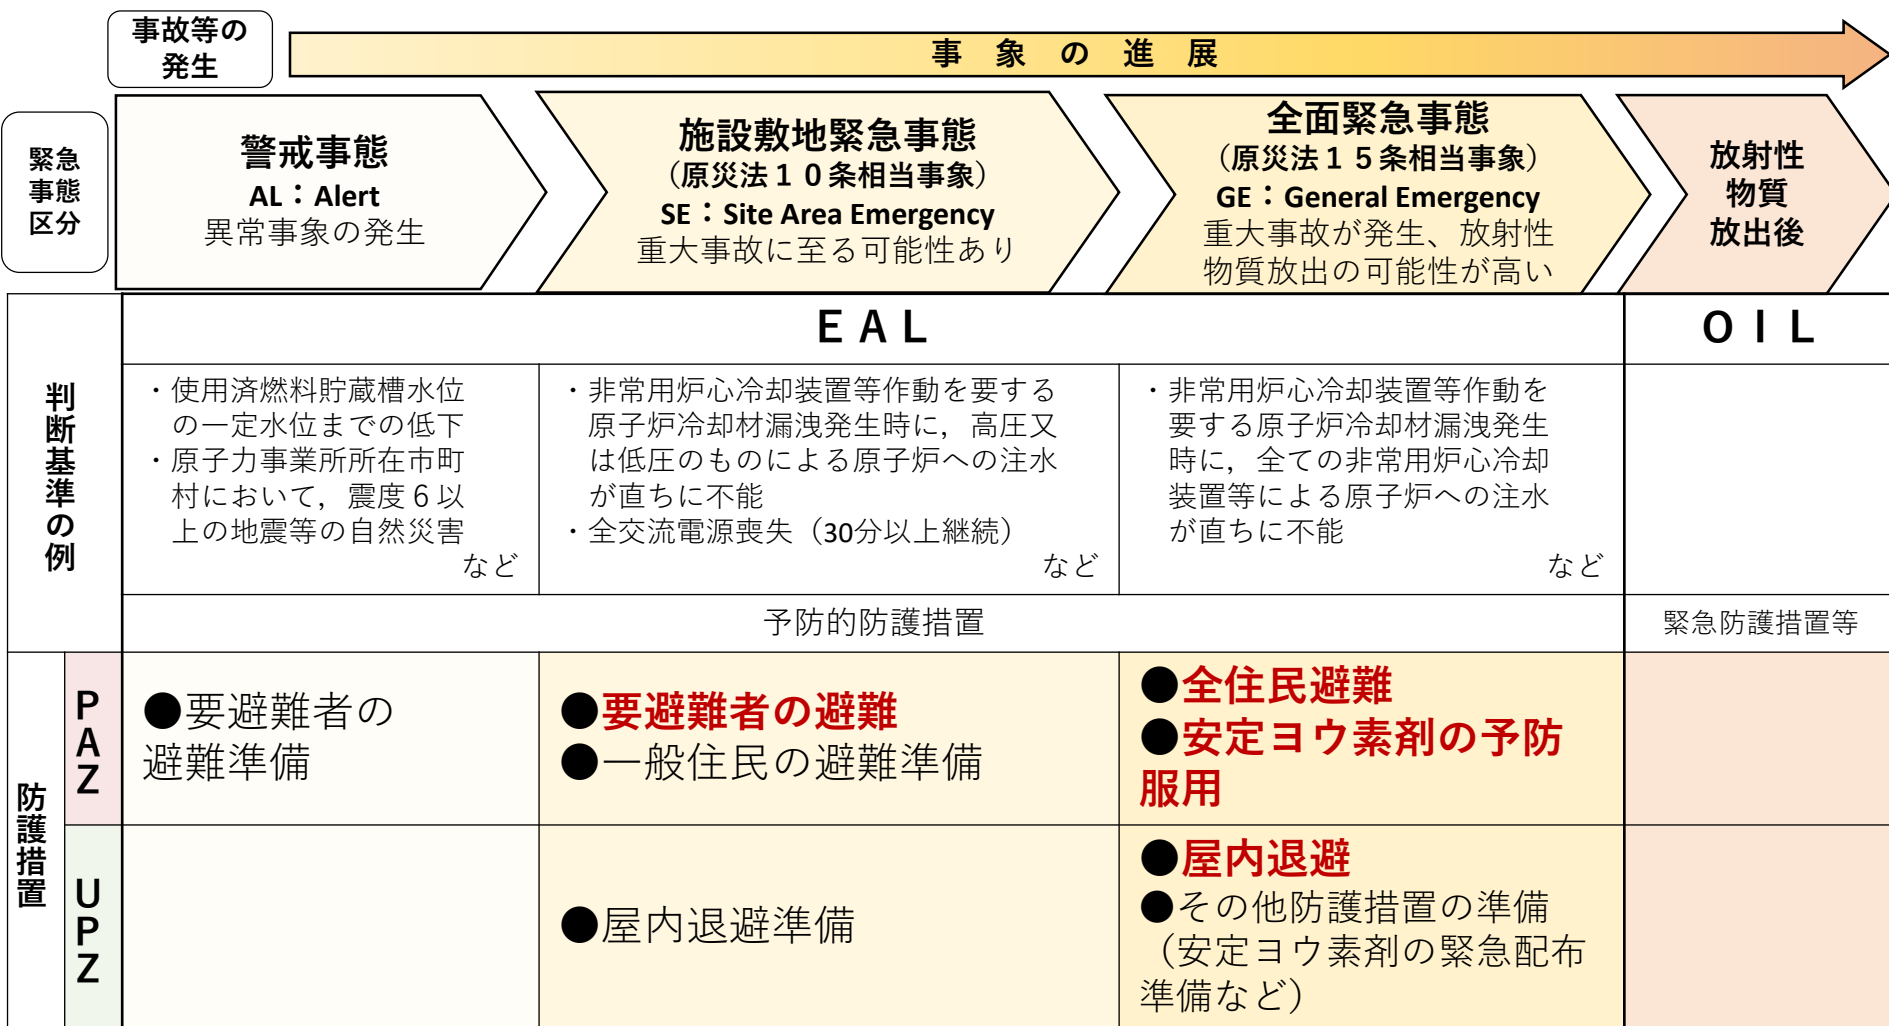 事故等の
発生
事象の進展
緊急
事態
区分
警戒事態
AL：Alert
異常事象の発生
施設敷地緊急事態
（原災法１０条相当事象）
SE：Site Area Emergency
重大事故に至る可能性あり
全面緊急事態
（原災法１５条相当事象）
GE：General Emergency
重大事故が発生、放射性
物質放出の可能性が高い
放射性
物質
放出後
判断基準の例
ＥＡＬ
ＯＩＬ
・使用済燃料貯蔵槽水位
の一定水位までの低下
・原子力事業所所在市町
村において，震度６以
上の地震等の自然災害
など
・非常用炉心冷却装置等作動を要する
原子炉冷却材漏洩発生時に，高圧又
は低圧のものによる原子炉への注水
が直ちに不能
・全交流電源喪失（30分以上継続）
など
・非常用炉心冷却装置等作動を
要する原子炉冷却材漏洩発生
時に，全ての非常用炉心冷却
装置等による原子炉への注水
が直ちに不能
など
予防的防護措置
緊急防護措置等
防護措置
PAZ
●要避難者の
避難準備
●要避難者の避難
●一般住民の避難準備
●全住民避難
●安定ヨウ素剤の予防
服用
UPZ
●屋内退避準備
●屋内退避
●その他防護措置の準備
（安定ヨウ素剤の緊急配布
準備など）